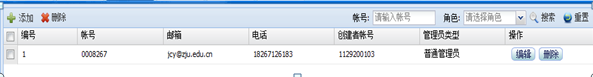 添加 删除 帐号: 请输入帐号 角色: 请选择角色 搜索 重置
编号 帐号 邮箱 电话 创建者帐号 管理员类型 操作
1 0008267 jcy@zju.edu.cn 18267126183 1129200103 普通管理员 编辑 删除